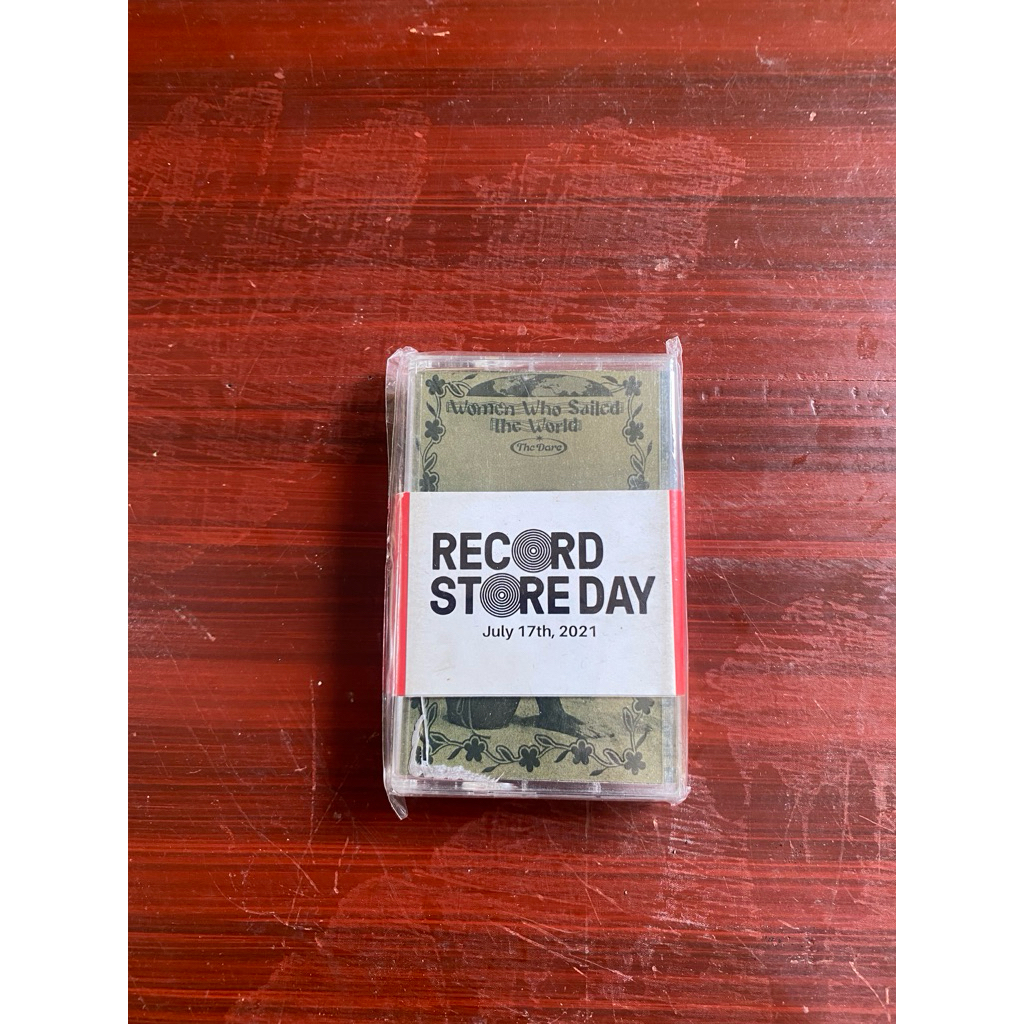 Women Who Sailed
the World
The Dare
RECORD
STORE DAY
July 17th, 2021